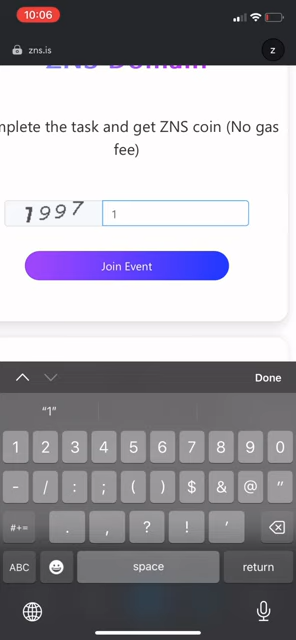 10:06
zns.is
Z
ZNS Domain
mplete the task and get ZNS coin (No gas
fee)
1997
1
Join Event
Done
"1"
1 2 3 4 5 6 7 8 9 0
- / : ; ( ) $ & @ "
#+= . , ? ! '
ABC space return